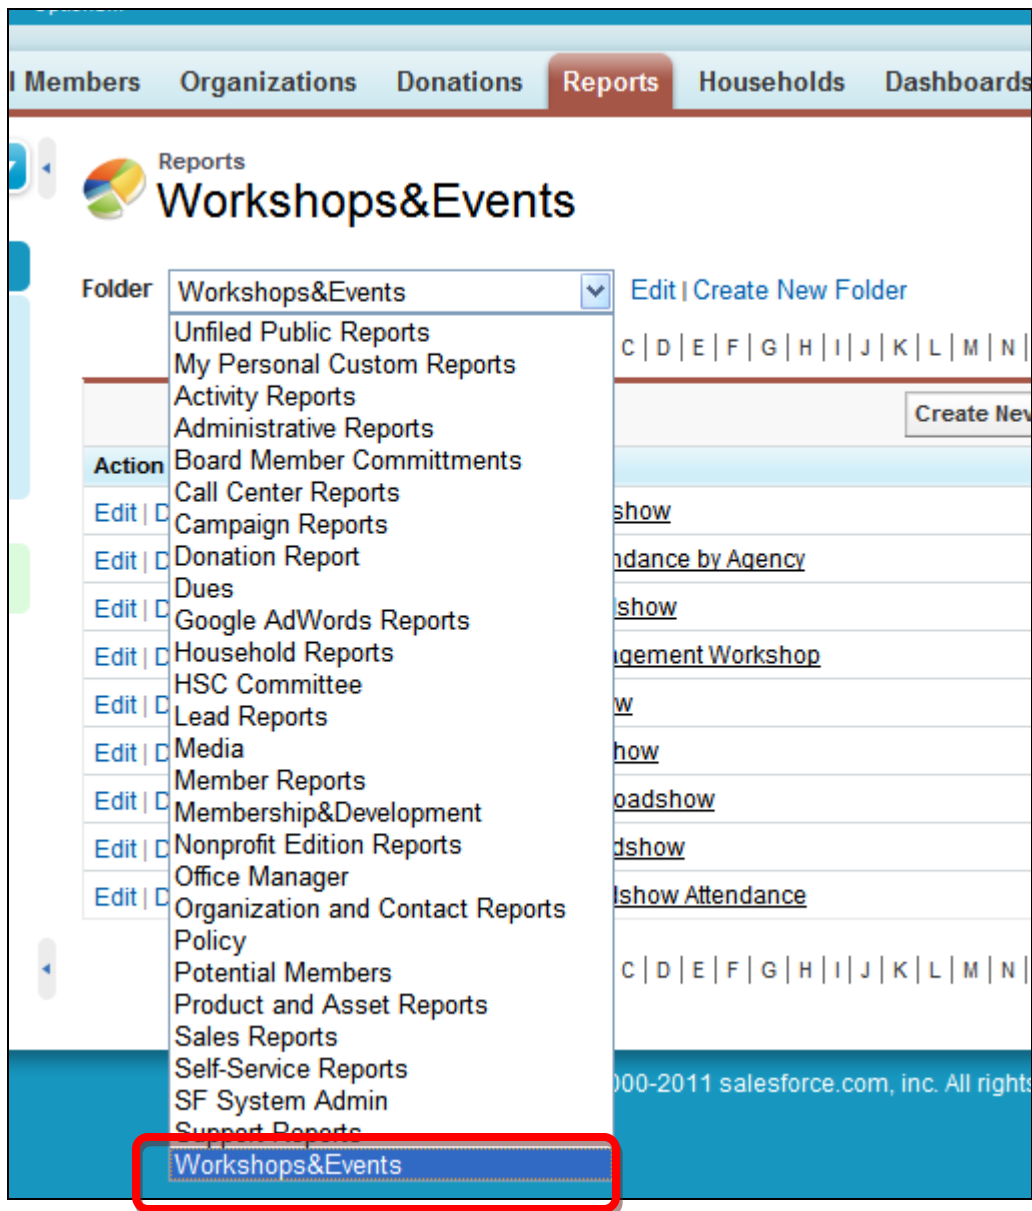 Members Organizations Donations Reports Households Dashboards
Reports
Workshops&Events
Folder Workshops&Events Edit | Create New Folder
Unfiled Public Reports
C | D | E | F | G | H | I | J | K | L | M | N |
My Personal Custom Reports
Activity Reports
Create New
Administrative Reports
Action Board Member Committments
Call Center Reports
Edit | D show
Campaign Reports
Edit | D Donation Report ndance by Agency
Dues
Edit | D show
Google AdWords Reports
Edit | D Household Reports agement Workshop
HSC Committee
Edit | D w
Lead Reports
Edit | D Media how
Member Reports
Edit | D oadshow
Membership&Development
Edit | D Nonprofit Edition Reports dshow
Office Manager
Edit | D show Attendance
Organization and Contact Reports
Policy
Potential Members C | D | E | F | G | H | I | J | K | L | M | N |
Product and Asset Reports
Sales Reports
Self-Service Reports
000-2011 salesforce.com, inc. All rights
SF System Admin
Support Reports
Workshops&Events